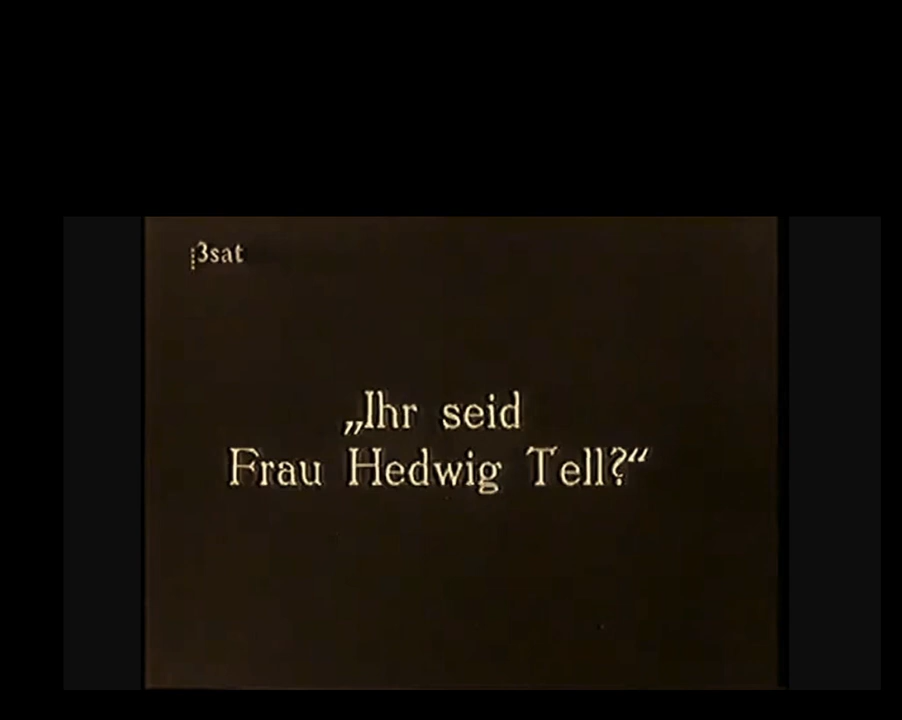 3sat
„Ihr seid
Frau Hedwig Tell?“